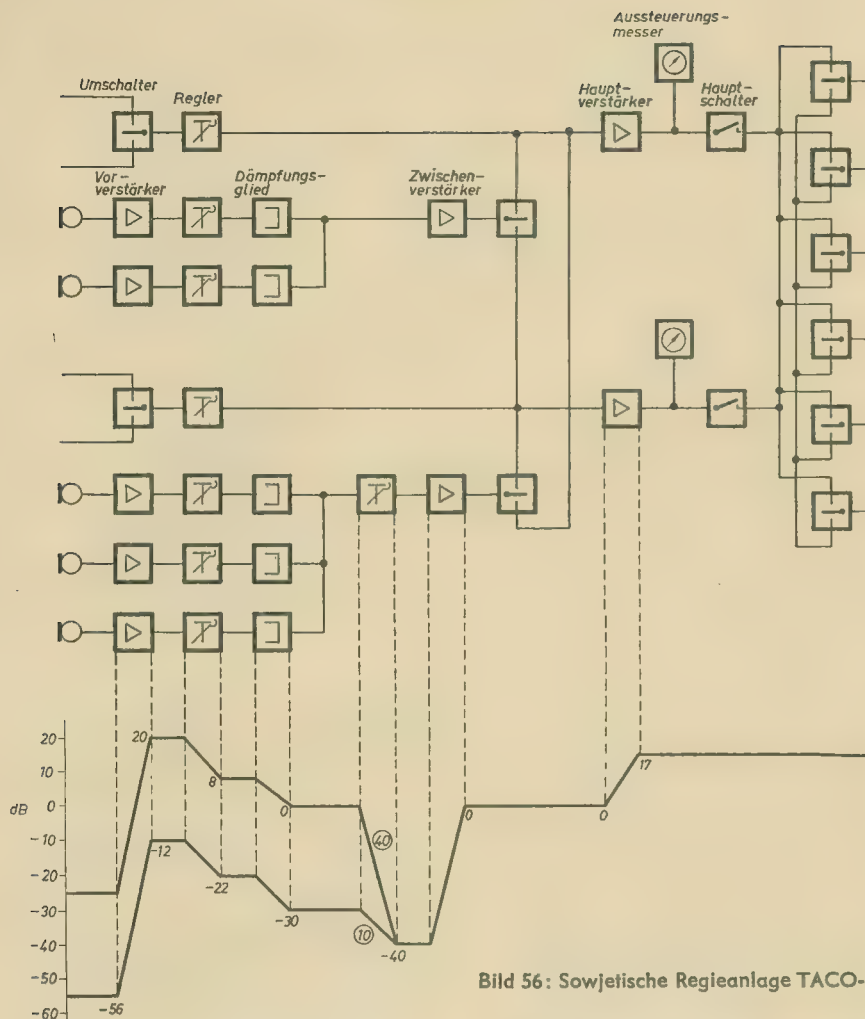 Aussteuerungs-
messer
Umschalter
Regler
Haupt-
verstärker
Haupt-
schalter
Vor-
verstärker
Dämpfungs-
glied
Zwischen-
verstärker
20
10
0
dB
-10
-20
-30
-40
-50
-60
20
8
0
40
0
0
17
-12
-22
-30
10
-40
-56
Bild 56: Sowjetische Regieanlage TACO-